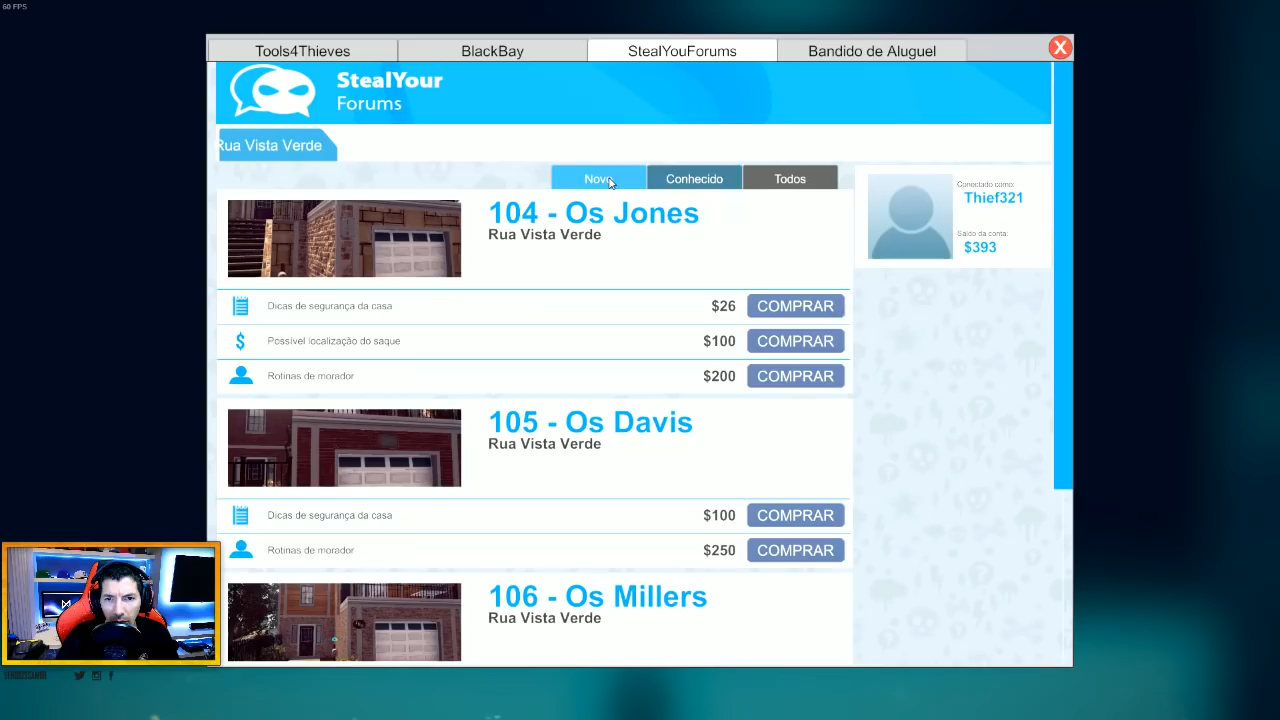 60 FPS
Tools4Thieves
BlackBay
StealYouForums
Bandido de Aluguel
X
StealYour
Forums
Rua Vista Verde
Novo
Conhecido
Todos
Conectado como:
Thief321
Saldo da conta:
$393
104 - Os Jones
Rua Vista Verde
Dicas de segurança da casa
$26
COMPRAR
$ Possível localização do saque
$100
COMPRAR
Rotinas de morador
$200
COMPRAR
105 - Os Davis
Rua Vista Verde
Dicas de segurança da casa
$100
COMPRAR
Rotinas de morador
$250
COMPRAR
106 - Os Millers
Rua Vista Verde